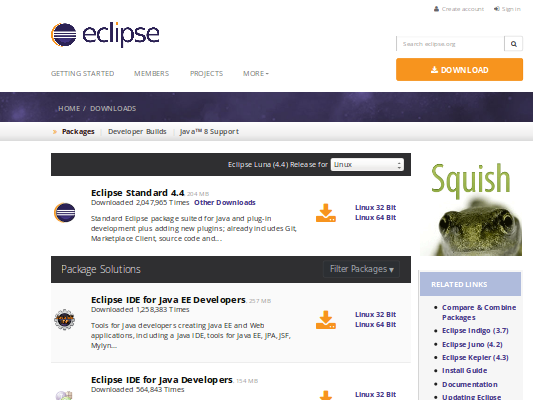 Create account Sign in
eclipse
Search eclipse.org
GETTING STARTED MEMBERS PROJECTS MORE
DOWNLOAD
HOME / DOWNLOADS
Packages Developer Builds Java™ 8 Support
Eclipse Luna (4.4) Release for Linux
Eclipse Standard 4.4, 204 MB
Downloaded 2,047,965 Times Other Downloads
Standard Eclipse package suited for Java and plug-in
development plus adding new plugins; already includes Git,
Marketplace Client, source code and...
Linux 32 Bit
Linux 64 Bit
Squish
Package Solutions Filter Packages ▾
Eclipse IDE for Java EE Developers, 257 MB
Downloaded 1,258,383 Times
Tools for Java developers creating Java EE and Web
applications, including a Java IDE, tools for Java EE, JPA, JSF,
Mylyn...
Linux 32 Bit
Linux 64 Bit
Eclipse IDE for Java Developers, 154 MB
Downloaded 564,843 Times
Linux 32 Bit
RELATED LINKS
Compare & Combine
Packages
Eclipse Indigo (3.7)
Eclipse Juno (4.2)
Eclipse Kepler (4.3)
Install Guide
Documentation
Updating Eclipse